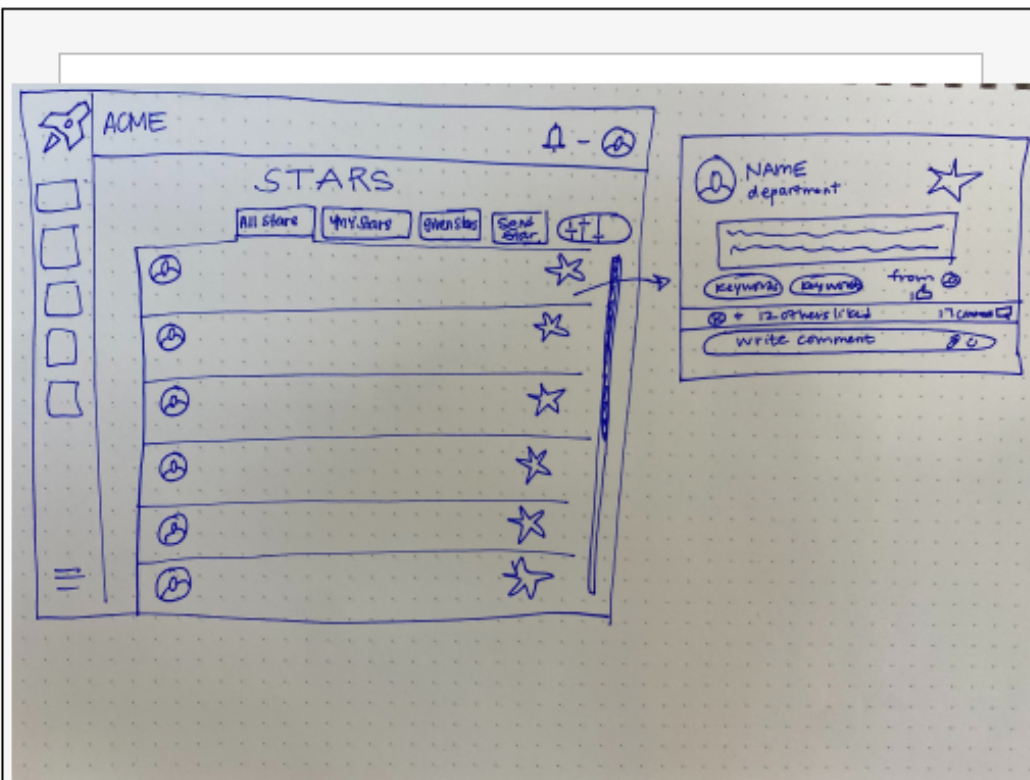 ACME
STARS
All Stars
My Stars
Given Stars
Send Star
NAME
department
keywords
keywords
from
+ 12 others liked
17 comment
write comment